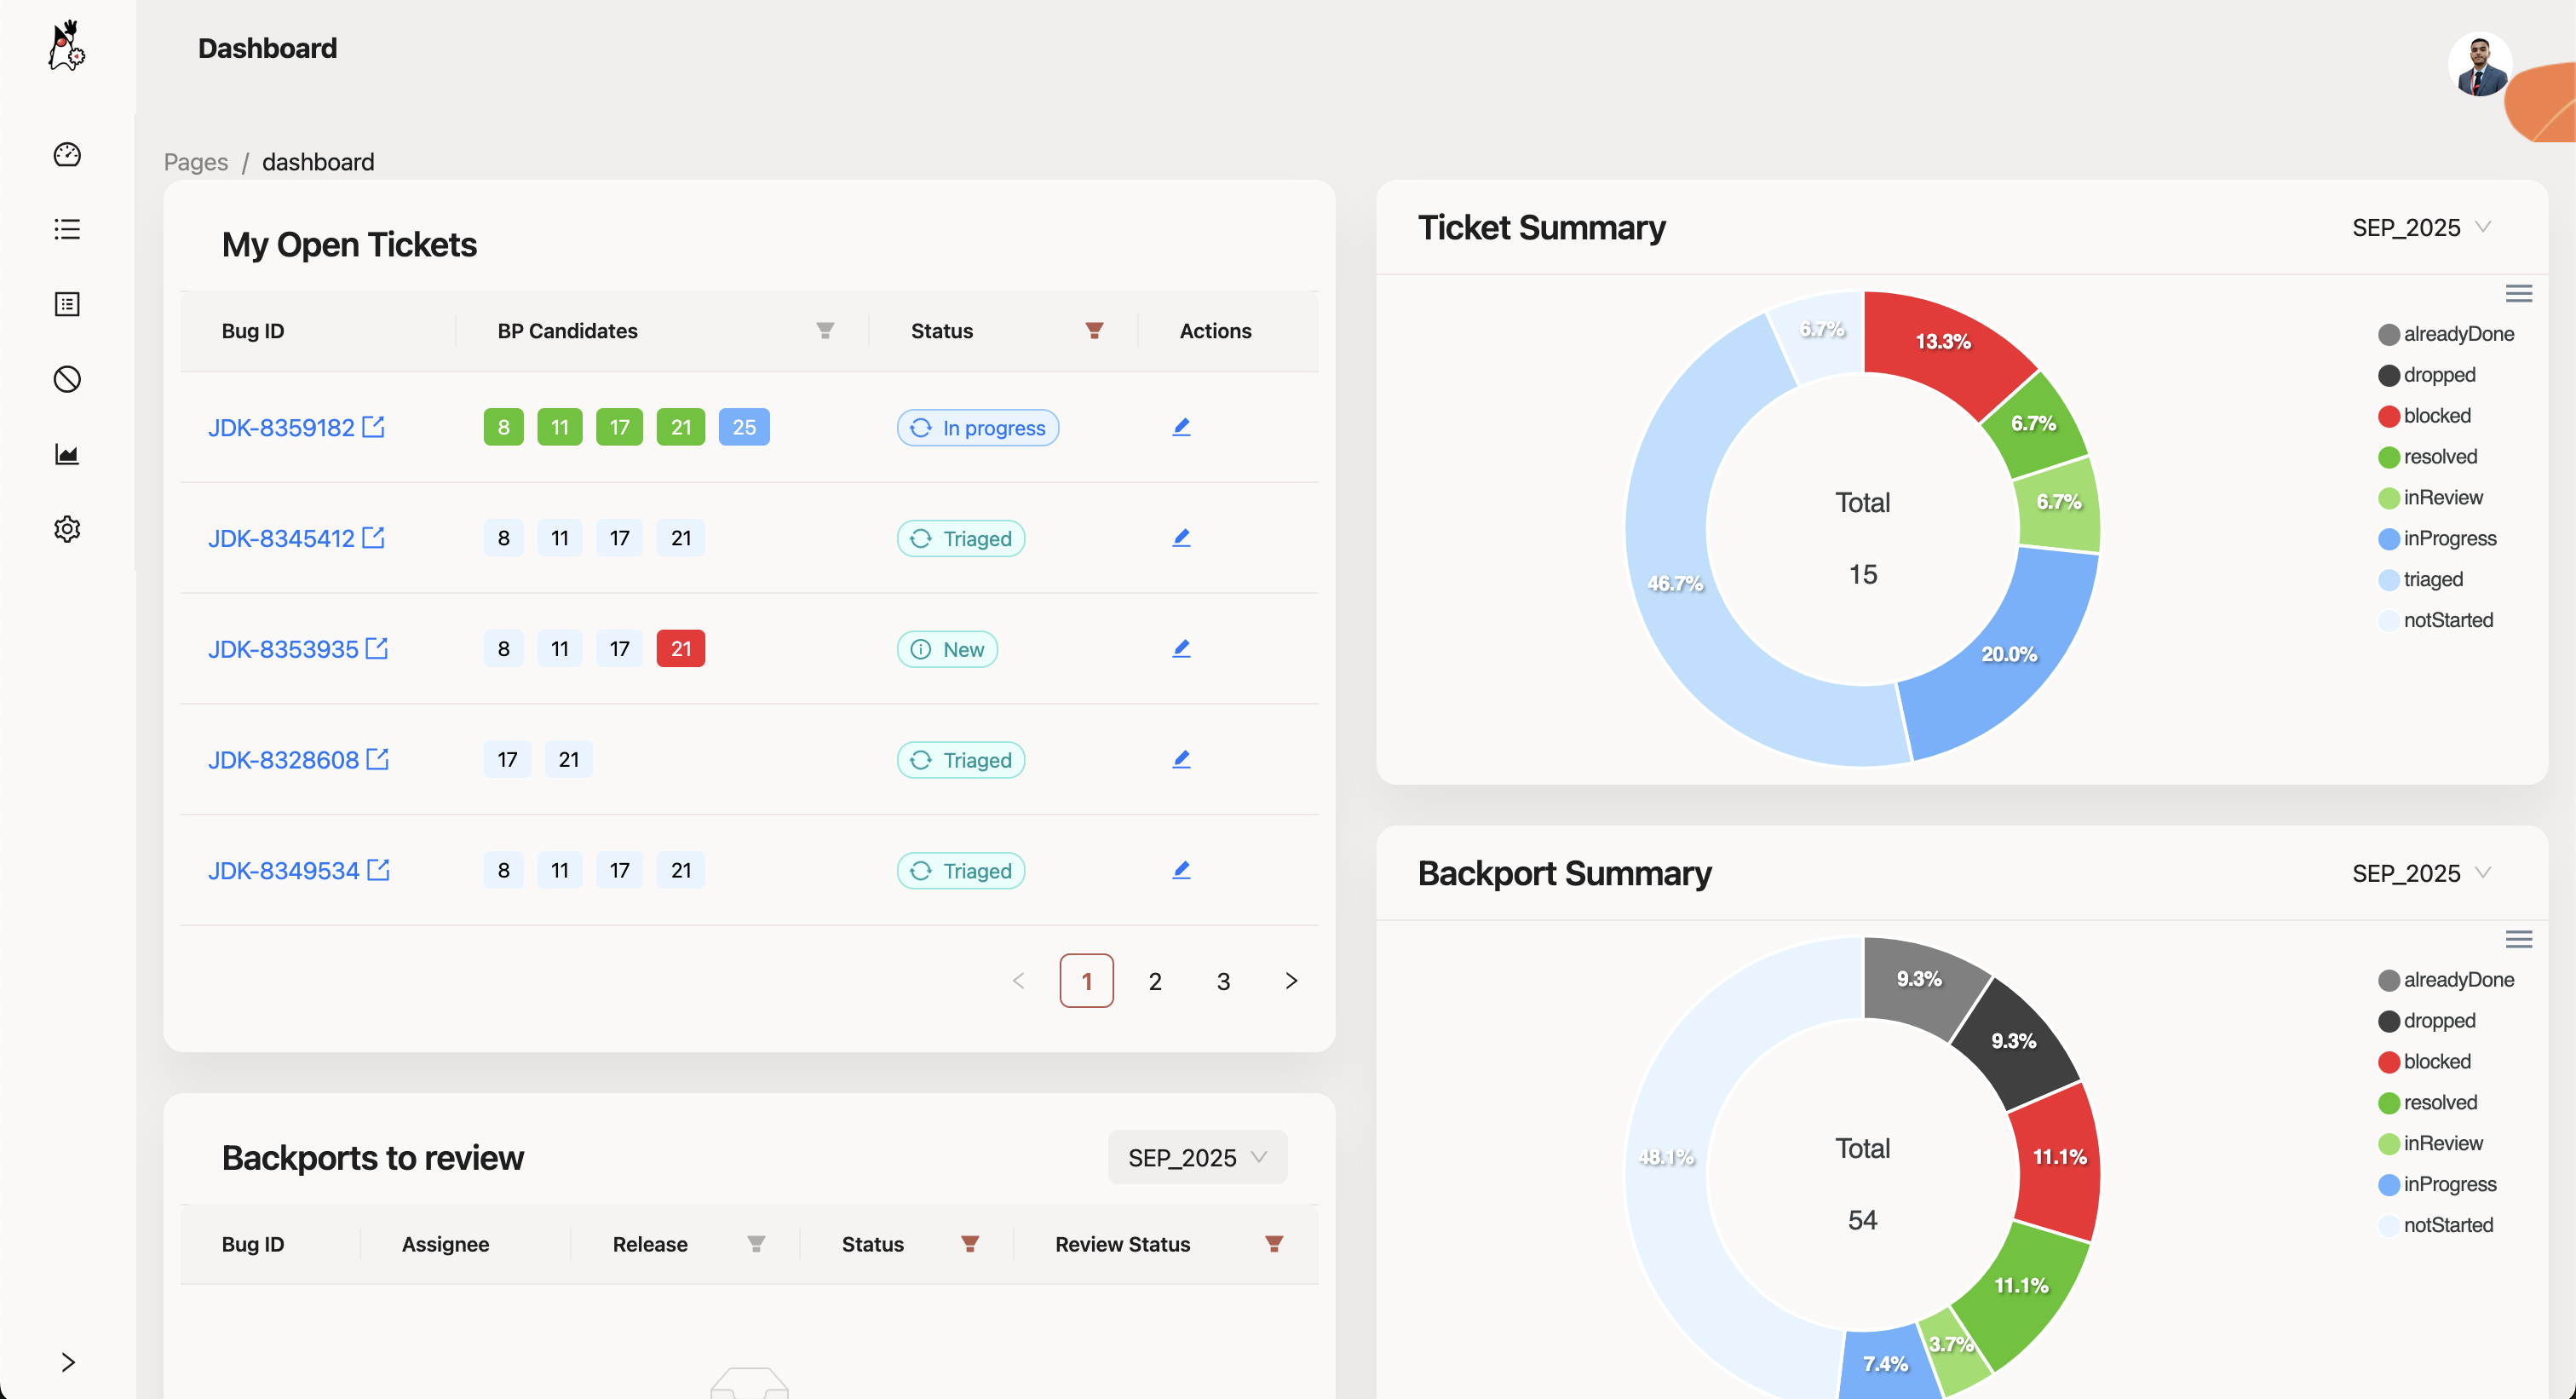 Dashboard
Pages / dashboard
My Open Tickets
Bug ID BP Candidates Status Actions
JDK-8359182 8 11 17 21 25 In progress
JDK-8345412 8 11 17 21 Triaged
JDK-8353935 8 11 17 21 New
JDK-8328608 17 21 Triaged
JDK-8349534 8 11 17 21 Triaged
1 2 3
Backports to review SEP_2025
Bug ID Assignee Release Status Review Status
Ticket Summary SEP_2025
6.7%
13.3%
6.7%
6.7%
20.0%
46.7%
Total
15
alreadyDone
dropped
blocked
resolved
inReview
inProgress
triaged
notStarted
Backport Summary SEP_2025
9.3%
9.3%
11.1%
11.1%
3.7%
7.4%
48.1%
Total
54
alreadyDone
dropped
blocked
resolved
inReview
inProgress
notStarted